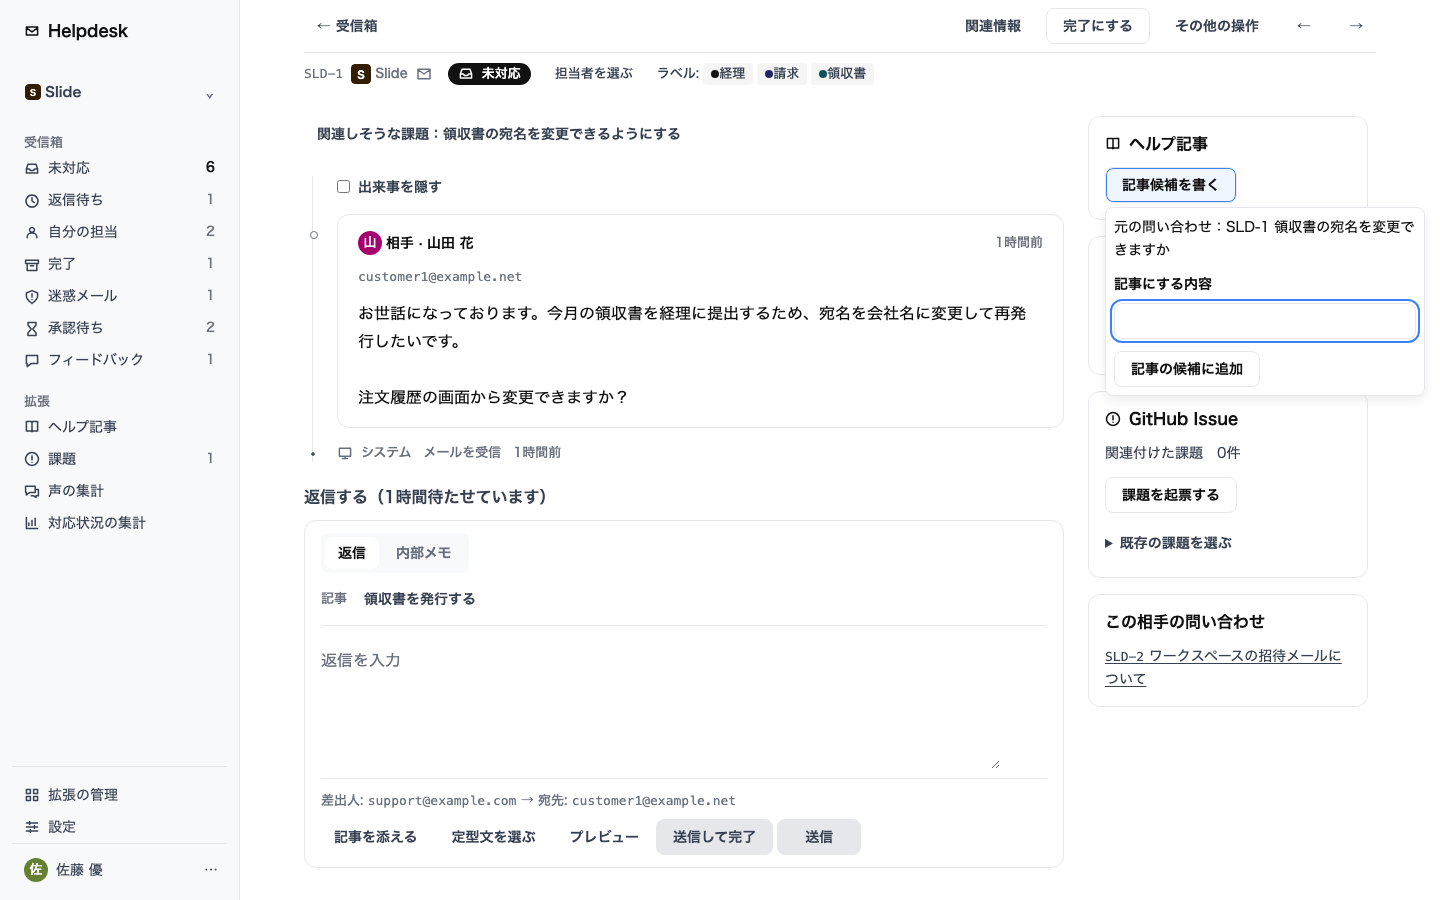 Helpdesk
S Slide
受信箱
未対応 6
返信待ち 1
自分の担当 2
完了 1
迷惑メール 1
承認待ち 2
フィードバック 1
拡張
ヘルプ記事
課題 1
声の集計
対応状況の集計
拡張の管理
設定
佐 佐藤 優 …
← 受信箱
関連情報 完了にする その他の操作 ← →
SLD-1 S Slide 未対応 担当者を選ぶ ラベル: 経理 請求 領収書
関連しそうな課題：領収書の宛名を変更できるようにする
出来事を隠す
山 相手 · 山田 花 1時間前
customer1@example.net
お世話になっております。今月の領収書を経理に提出するため、宛名を会社名に変更して再発
行したいです。
注文履歴の画面から変更できますか？
システム メールを受信 1時間前
返信する（1時間待たせています）
返信 内部メモ
記事 領収書を発行する
返信を入力
差出人: support@example.com → 宛先: customer1@example.net
記事を添える 定型文を選ぶ プレビュー 送信して完了 送信
ヘルプ記事
記事候補を書く
元の問い合わせ：SLD-1 領収書の宛名を変更で
きますか
記事にする内容
記事の候補に追加
GitHub Issue
関連付けた課題 0件
課題を起票する
既存の課題を選ぶ
この相手の問い合わせ
SLD-2 ワークスペースの招待メールに
ついて